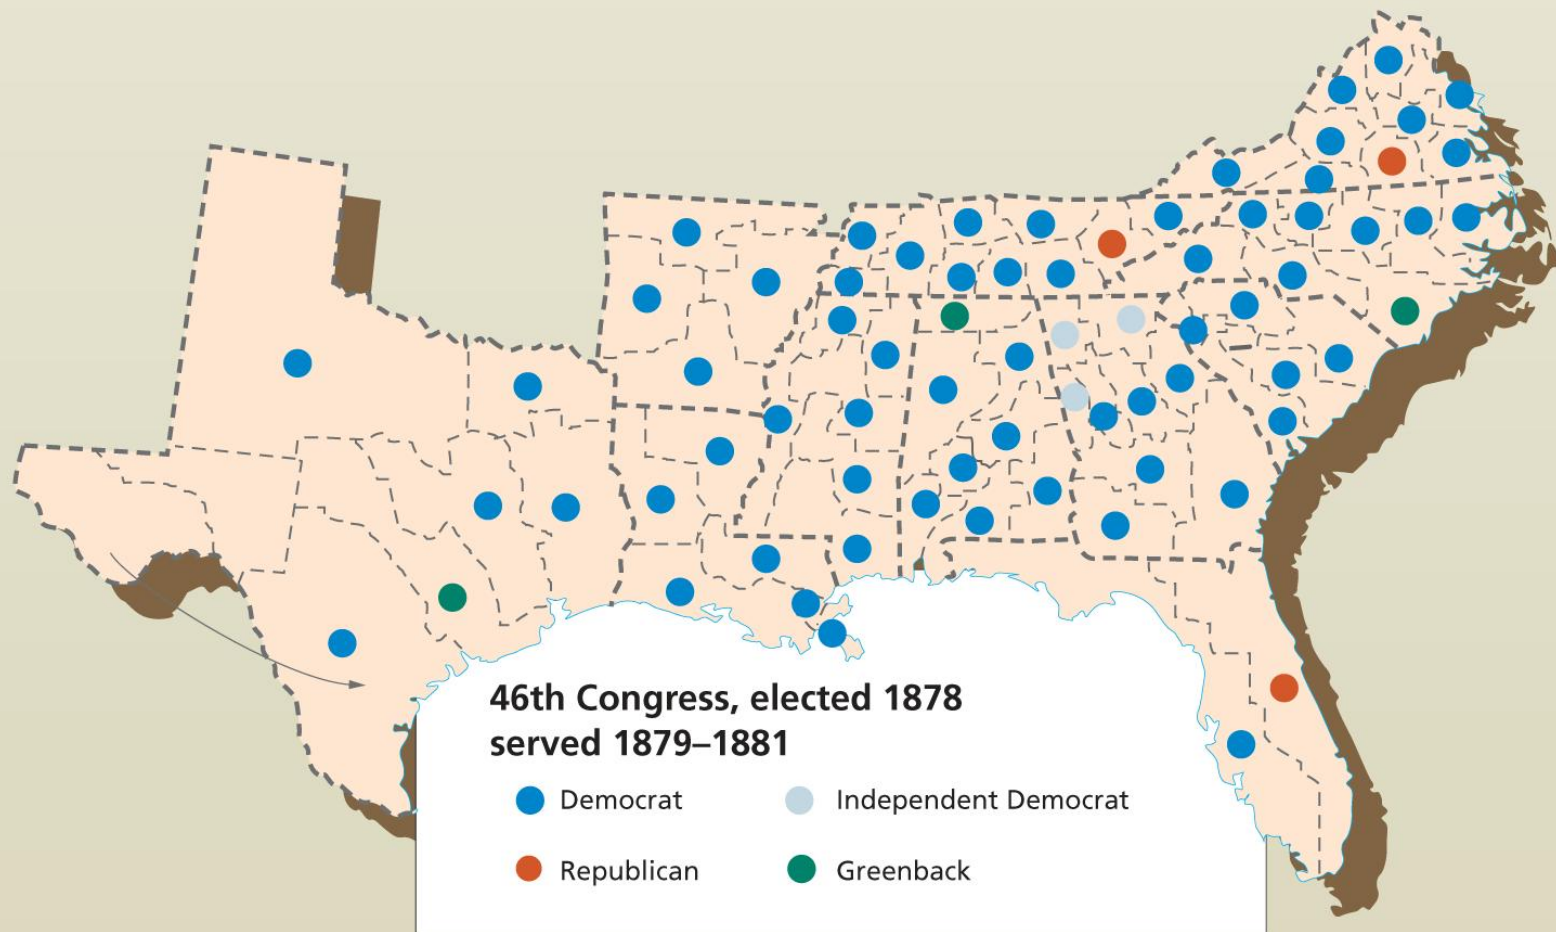 46th Congress, elected 1878
served 1879–1881
Democrat
Independent Democrat
Republican
Greenback